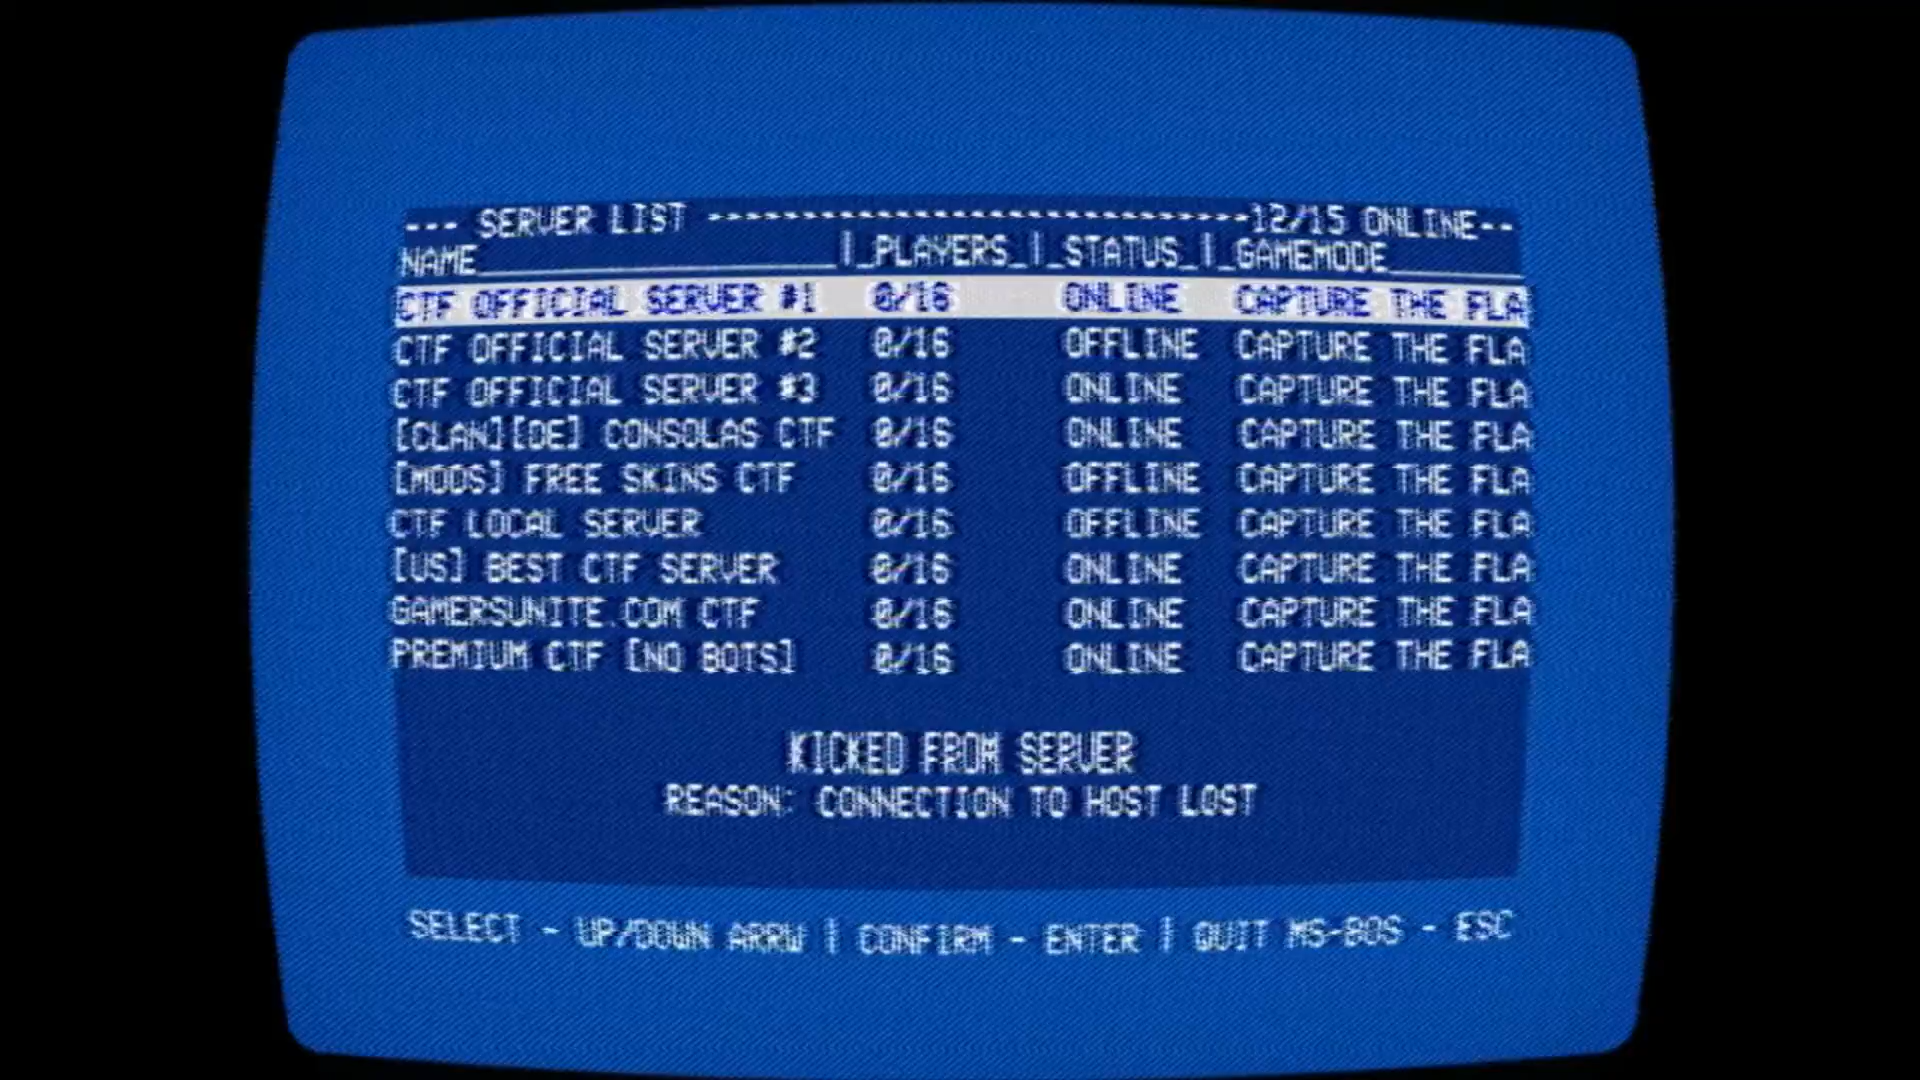 --- SERVER LIST ------------------------------12/15 ONLINE--
NAME___________________|_PLAYERS_|_STATUS_|_GAMEMODE_______
CTF OFFICIAL SERVER #1 0/16 ONLINE CAPTURE THE FLA
CTF OFFICIAL SERVER #2 0/16 OFFLINE CAPTURE THE FLA
CTF OFFICIAL SERVER #3 0/16 ONLINE CAPTURE THE FLA
[CLAN][DE] CONSOLAS CTF 0/16 ONLINE CAPTURE THE FLA
[MODS] FREE SKINS CTF 0/16 OFFLINE CAPTURE THE FLA
CTF LOCAL SERVER 0/16 OFFLINE CAPTURE THE FLA
[US] BEST CTF SERVER 0/16 ONLINE CAPTURE THE FLA
GAMERSUNITE.COM CTF 0/16 ONLINE CAPTURE THE FLA
PREMIUM CTF [NO BOTS] 0/16 ONLINE CAPTURE THE FLA
KICKED FROM SERVER
REASON: CONNECTION TO HOST LOST
SELECT - UP/DOWN ARRW | CONFIRM - ENTER | QUIT MS-BOS - ESC